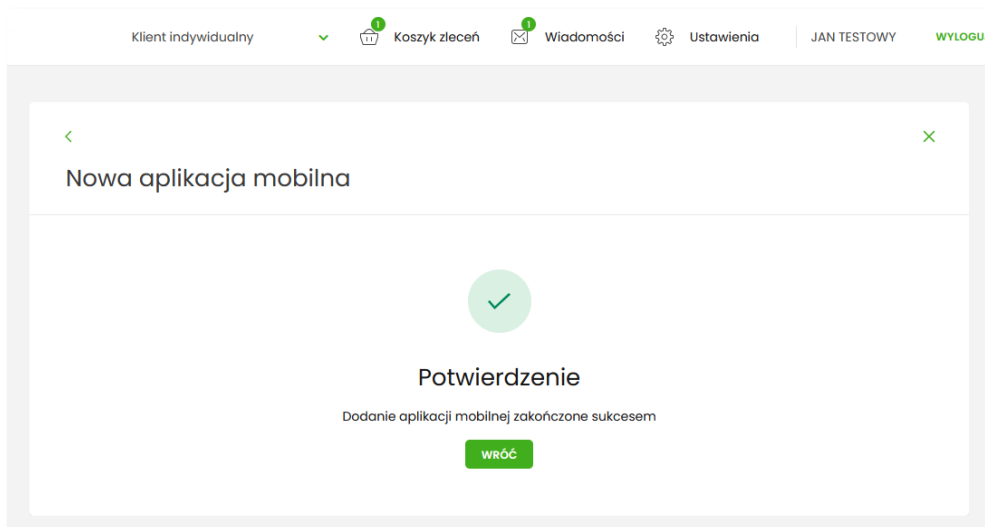 Klient indywidualny 1 Koszyk zleceń 1 Wiadomości Ustawienia JAN TESTOWY WYLOGU
Nowa aplikacja mobilna
Potwierdzenie
Dodanie aplikacji mobilnej zakończone sukcesem
WRÓĆ